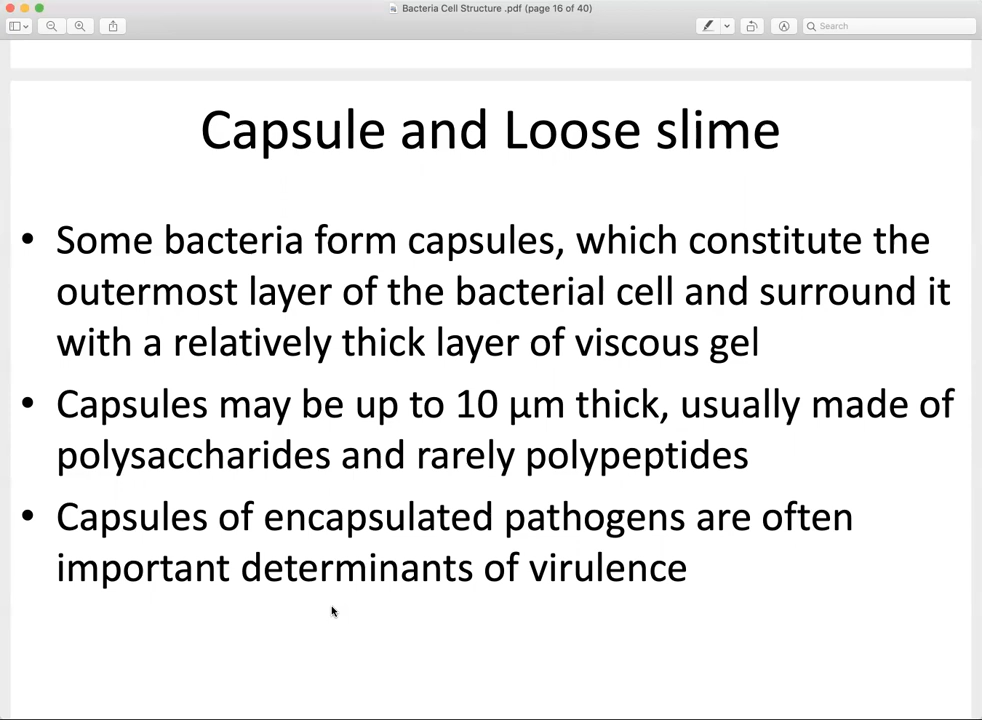 Bacteria Cell Structure .pdf (page 16 of 40)
Search
Capsule and Loose slime
• Some bacteria form capsules, which constitute the
outermost layer of the bacterial cell and surround it
with a relatively thick layer of viscous gel
• Capsules may be up to 10 μm thick, usually made of
polysaccharides and rarely polypeptides
• Capsules of encapsulated pathogens are often
important determinants of virulence